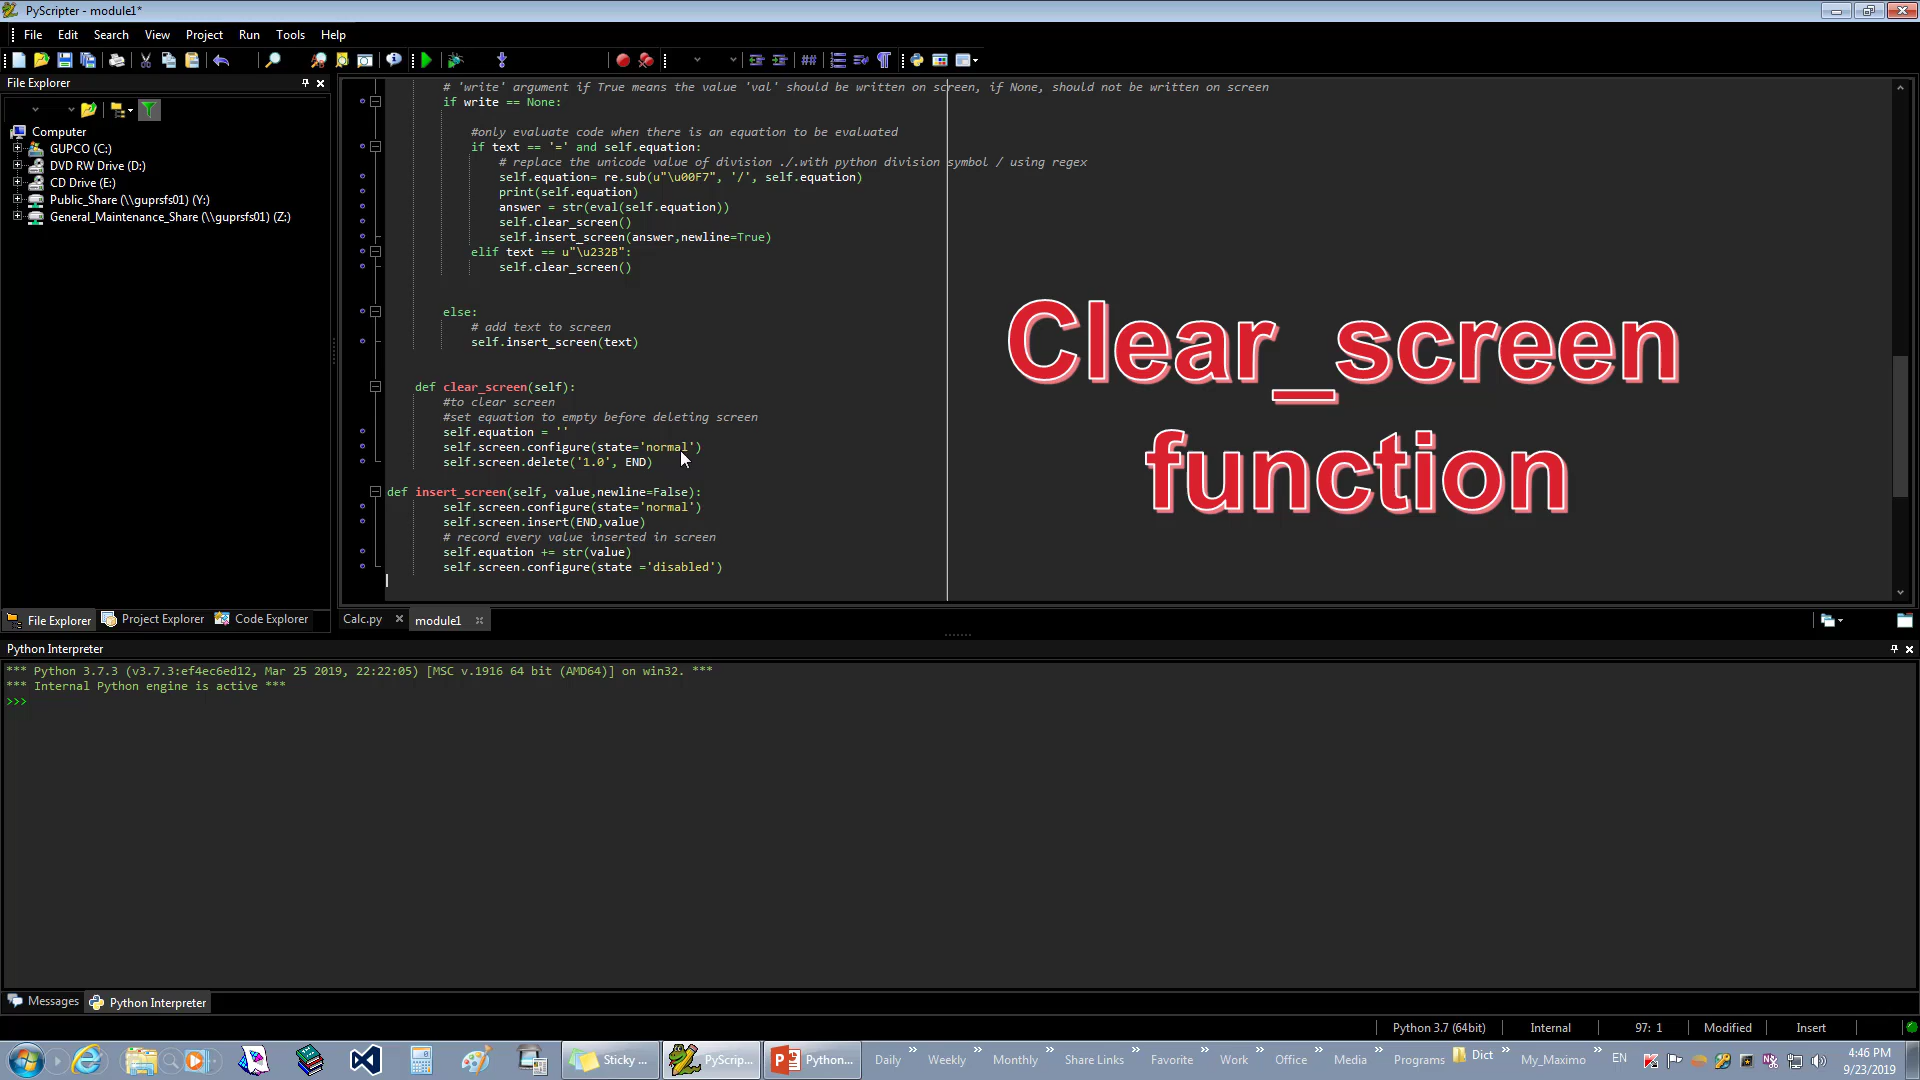 PyScripter - module1*
File Edit Search View Project Run Tools Help
File Explorer
Computer
GUPCO (C:)
DVD RW Drive (D:)
CD Drive (E:)
Public_Share (\\guprsfs01) (Y:)
General_Maintenance_Share (\\guprsfs01) (Z:)
File Explorer Project Explorer Code Explorer
# 'write' argument if True means the value 'val' should be written on screen, if None, should not be written on screen
if write == None:
#only evaluate code when there is an equation to be evaluated
if text == '=' and self.equation:
# replace the unicode value of division ./.with python division symbol / using regex
self.equation= re.sub(u"\u00F7", '/', self.equation)
print(self.equation)
answer = str(eval(self.equation))
self.clear_screen()
self.insert_screen(answer,newline=True)
elif text == u"\u232B":
self.clear_screen()
else:
# add text to screen
self.insert_screen(text)
def clear_screen(self):
#to clear screen
#set equation to empty before deleting screen
self.equation = ''
self.screen.configure(state='normal')
self.screen.delete('1.0', END)
def insert_screen(self, value,newline=False):
self.screen.configure(state='normal')
self.screen.insert(END,value)
# record every value inserted in screen
self.equation += str(value)
self.screen.configure(state ='disabled')
Clear_screen
function
Calc.py module1
Python Interpreter
*** Python 3.7.3 (v3.7.3:ef4ec6ed12, Mar 25 2019, 22:22:05) [MSC v.1916 64 bit (AMD64)] on win32. ***
*** Internal Python engine is active ***
>>>
Messages Python Interpreter
Python 3.7 (64bit) Internal 97: 1 Modified Insert
Sticky ... PyScrip... Python... Daily » Weekly » Monthly » Share Links » Favorite » Work » Office » Media » Programs » Dict » My_Maximo » EN
4:46 PM
9/23/2019